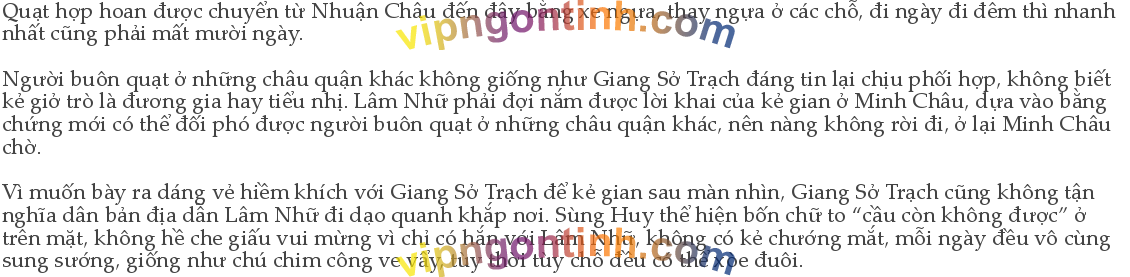 Quạt hợp hoan được chuyển từ Nhuận Châu đến đây bằng xe ngựa, thay ngựa ở các chỗ, đi ngày đi đêm thì nhanh
nhất cũng phải mất mười ngày.
Người buôn quạt ở những châu quận khác không giống như Giang Sở Trạch đáng tin lại chịu phối hợp, không biết
kẻ giở trò là đương gia hay tiểu nhị. Lâm Nhữ phải đợi nắm được lời khai của kẻ gian ở Minh Châu, dựa vào bằng
chứng mới có thể đối phó được người buôn quạt ở những châu quận khác, nên nàng không rời đi, ở lại Minh Châu
chờ.
Vì muốn bày ra dáng vẻ hiềm khích với Giang Sở Trạch để kẻ gian sau màn nhìn, Giang Sở Trạch cũng không tận
nghĩa dân bản địa dẫn Lâm Nhữ đi dạo quanh khắp nơi. Sùng Huy thể hiện bốn chữ to “cầu còn không được” ở
trên mặt, không hề che giấu vui mừng vì chỉ có hắn với Lâm Nhữ, không có kẻ chướng mắt, mỗi ngày đều vô cùng
sung sướng, giống như chú chim công ve vẩy, tùy thời tùy chỗ đều có thể xòe đuôi.
vipngontinh.com
vipngontinh.com